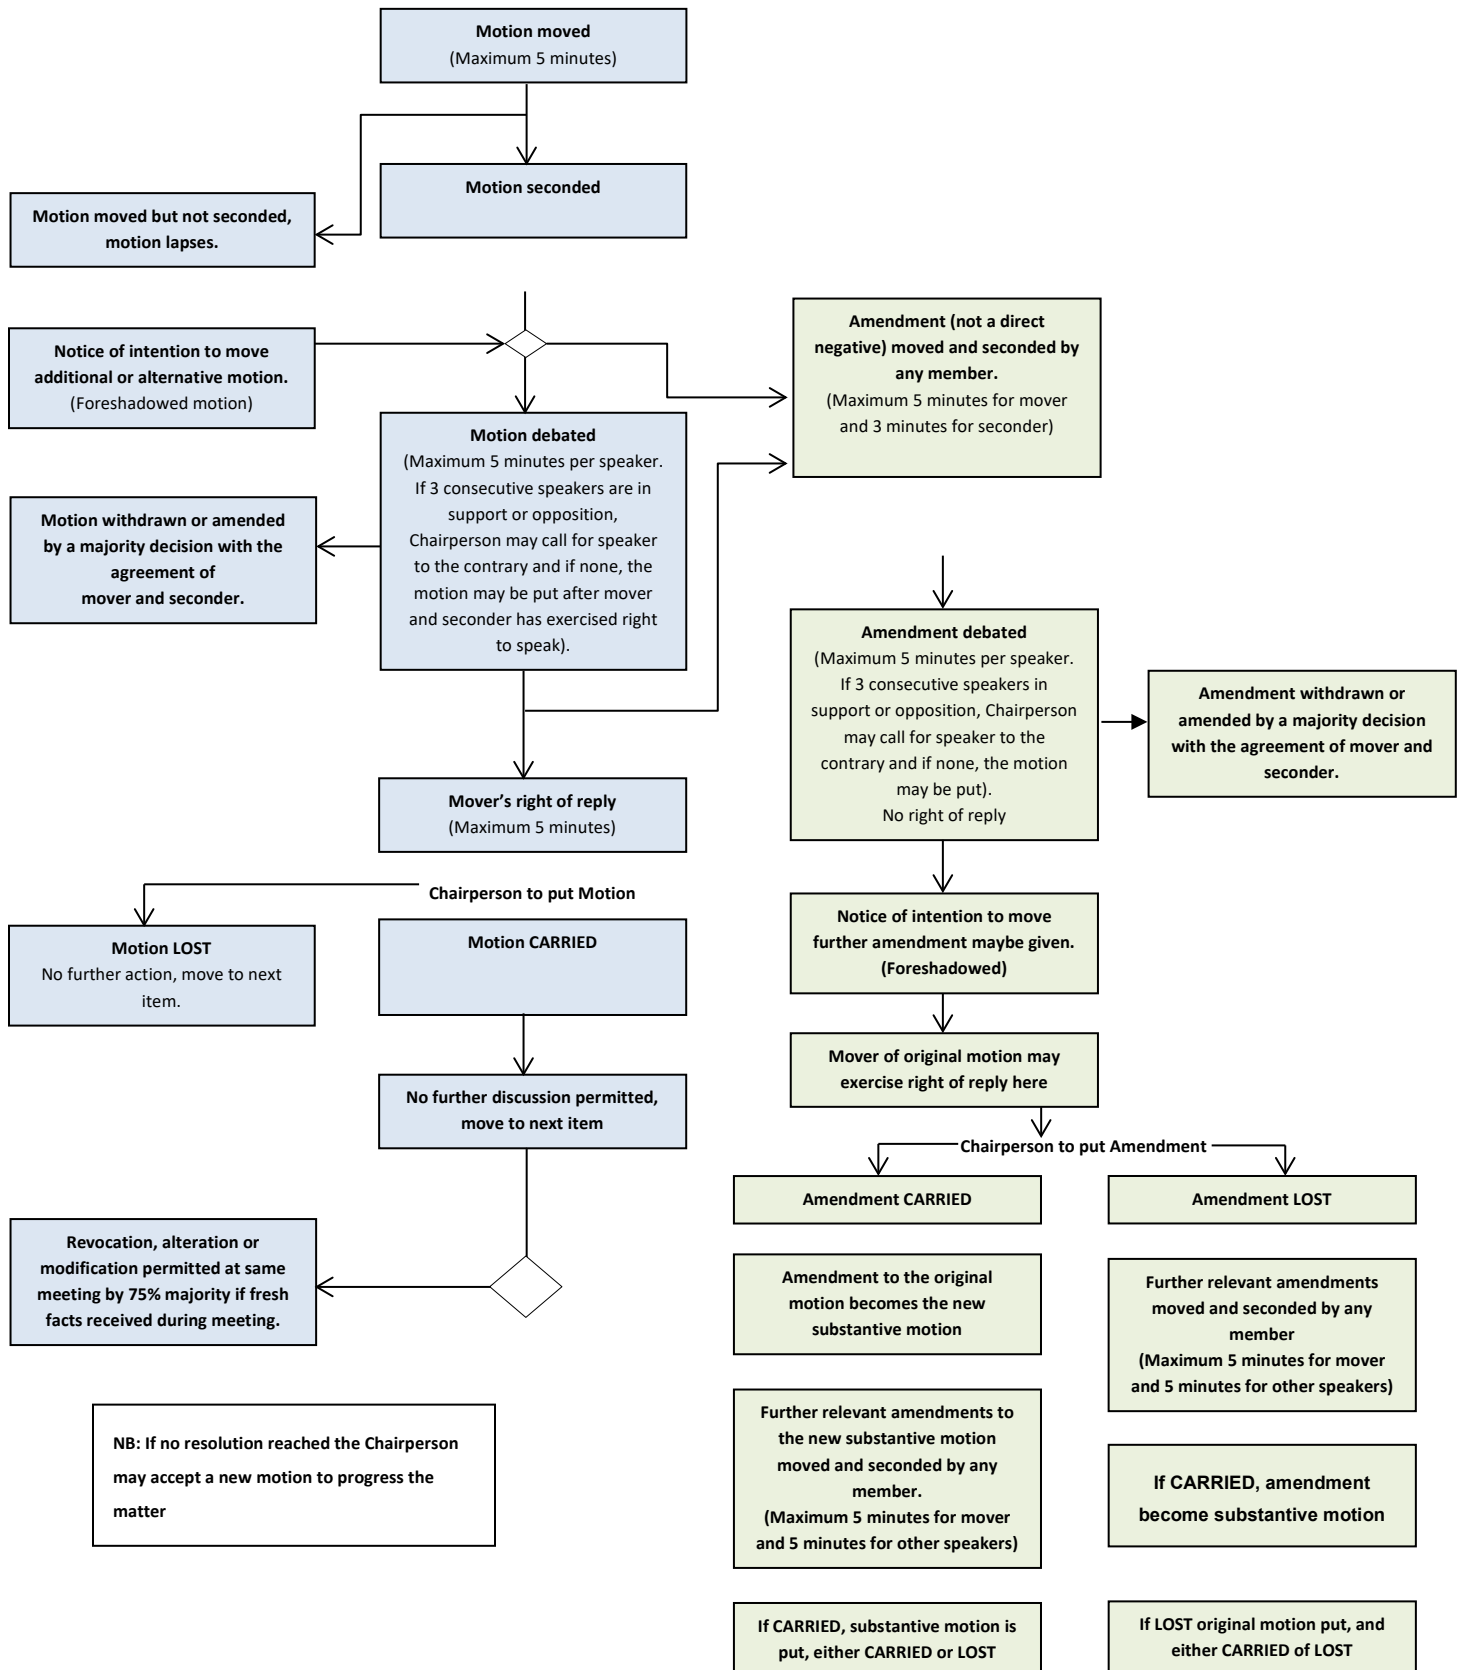 Motion moved
(Maximum 5 minutes)
Motion seconded
Motion moved but not seconded,
motion lapses.
Notice of intention to move
additional or alternative motion.
(Foreshadowed motion)
Amendment (not a direct
negative) moved and seconded by
any member.
(Maximum 5 minutes for mover
and 3 minutes for seconder)
Motion debated
(Maximum 5 minutes per speaker.
If 3 consecutive speakers are in
support or opposition,
Chairperson may call for speaker
to the contrary and if none, the
motion may be put after mover
and seconder has exercised right
to speak).
Motion withdrawn or amended
by a majority decision with the
agreement of
mover and seconder.
Amendment debated
(Maximum 5 minutes per speaker.
If 3 consecutive speakers in
support or opposition, Chairperson
may call for speaker to the
contrary and if none, the motion
may be put).
No right of reply
Amendment withdrawn or
amended by a majority decision
with the agreement of mover and
seconder.
Mover’s right of reply
(Maximum 5 minutes)
Chairperson to put Motion
Motion LOST
No further action, move to next
item.
Motion CARRIED
Notice of intention to move
further amendment maybe given.
(Foreshadowed)
Mover of original motion may
exercise right of reply here
No further discussion permitted,
move to next item
Chairperson to put Amendment
Amendment CARRIED
Amendment LOST
Revocation, alteration or
modification permitted at same
meeting by 75% majority if fresh
facts received during meeting.
Amendment to the original
motion becomes the new
substantive motion
Further relevant amendments
moved and seconded by any
member
(Maximum 5 minutes for mover
and 5 minutes for other speakers)
NB: If no resolution reached the Chairperson
may accept a new motion to progress the
matter
Further relevant amendments to
the new substantive motion
moved and seconded by any
member.
(Maximum 5 minutes for mover
and 5 minutes for other speakers)
If CARRIED, amendment
become substantive motion
If CARRIED, substantive motion is
put, either CARRIED or LOST
If LOST original motion put, and
either CARRIED of LOST